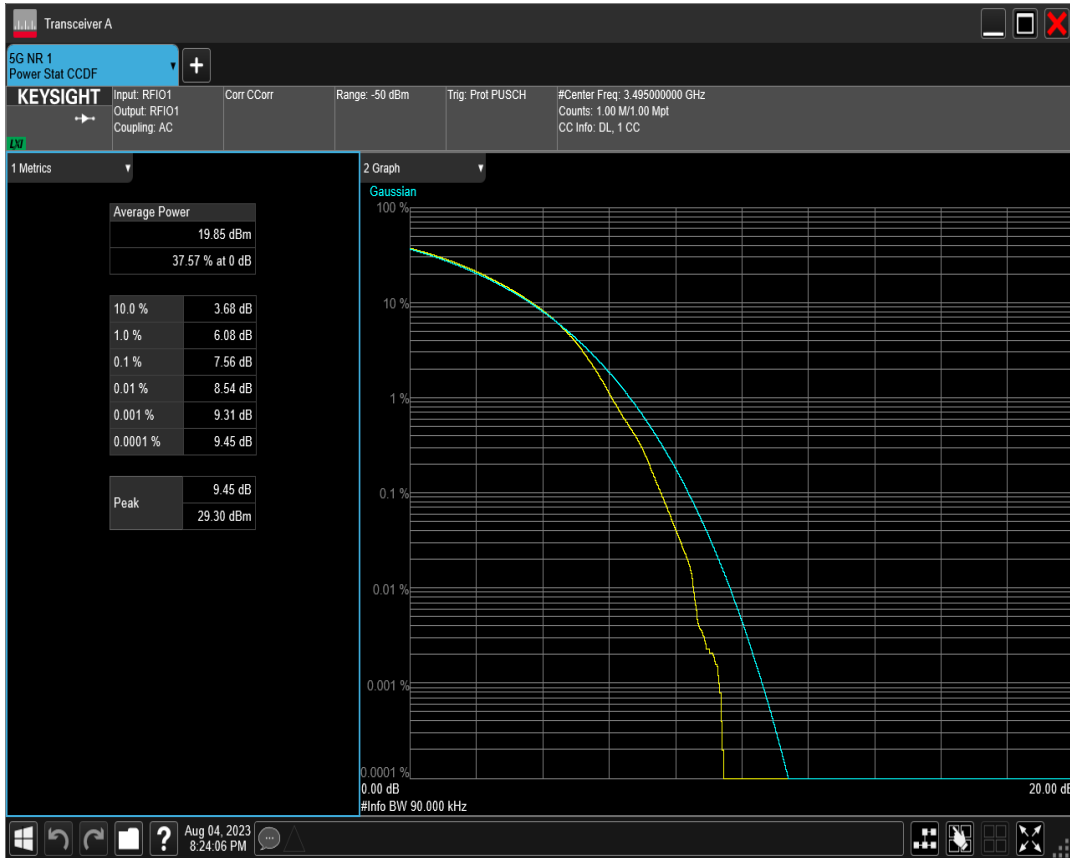 Transceiver A
5G NR 1
Power Stat CCDF
+
KEYSIGHT
LXI
Input: RFIO1
Output: RFIO1
Coupling: AC
Corr CCorr
Range: -50 dBm
Trig: Prot PUSCH
#Center Freq: 3.495000000 GHz
Counts: 1.00 M/1.00 Mpt
CC Info: DL, 1 CC
1 Metrics
Average Power
19.85 dBm
37.57 % at 0 dB
10.0 % 3.68 dB
1.0 % 6.08 dB
0.1 % 7.56 dB
0.01 % 8.54 dB
0.001 % 9.31 dB
0.0001 % 9.45 dB
Peak
9.45 dB
29.30 dBm
2 Graph
Gaussian
100 %
10 %
1 %
0.1 %
0.01 %
0.001 %
0.0001 %
0.00 dB
20.00 dB
#Info BW 90.000 kHz
?
Aug 04, 2023
8:24:06 PM